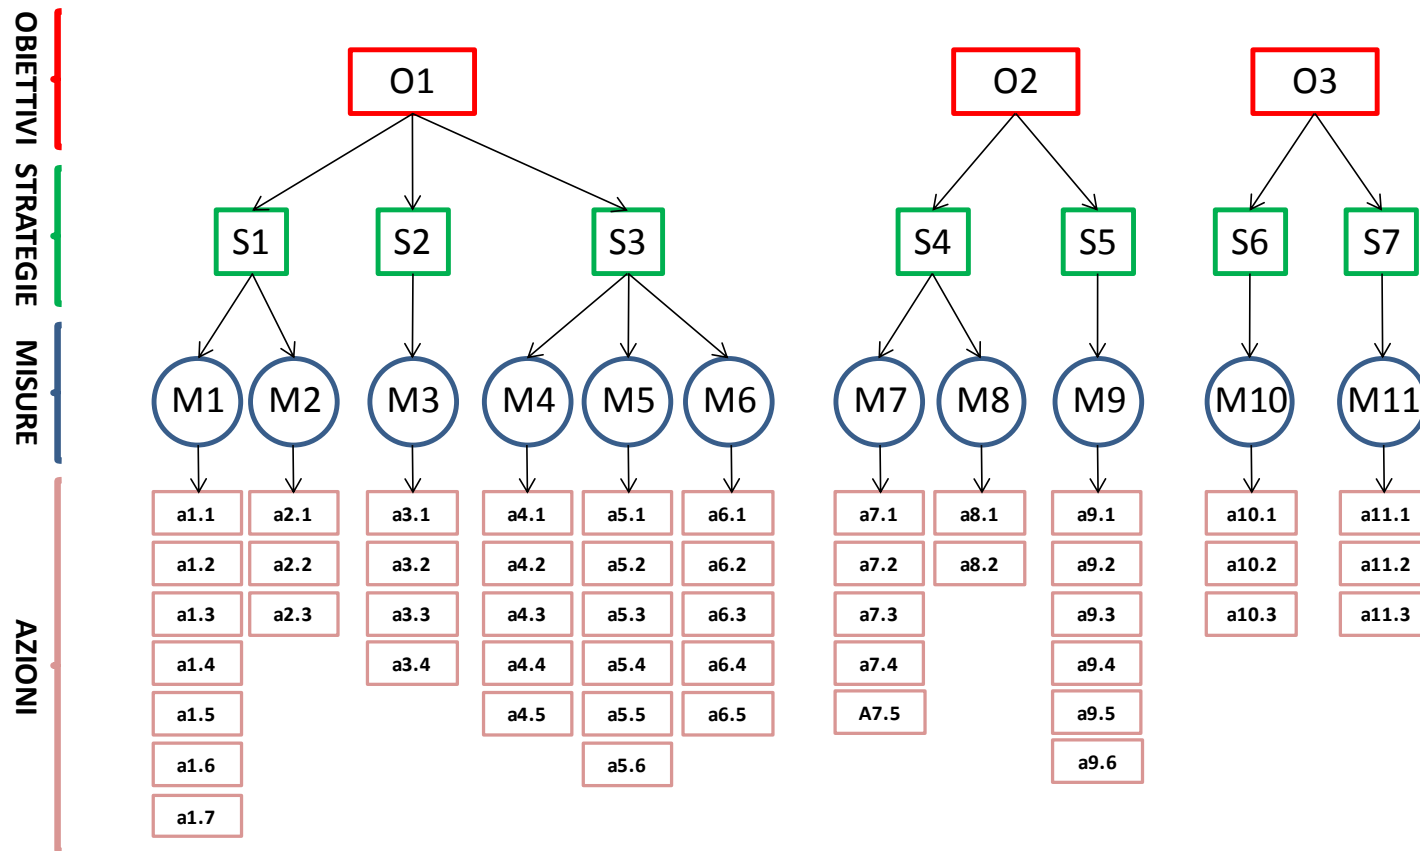 OBIETTIVI
O1 O2 O3
STRATEGIE
S1 S2 S3 S4 S5 S6 S7
MISURE
M1 M2 M3 M4 M5 M6 M7 M8 M9 M10 M11
AZIONI
a1.1 a2.1 a3.1 a4.1 a5.1 a6.1 a7.1 a8.1 a9.1 a10.1 a11.1
a1.2 a2.2 a3.2 a4.2 a5.2 a6.2 a7.2 a8.2 a9.2 a10.2 a11.2
a1.3 a2.3 a3.3 a4.3 a5.3 a6.3 a7.3 a9.3 a10.3 a11.3
a1.4 a3.4 a4.4 a5.4 a6.4 a7.4 a9.4
a1.5 a4.5 a5.5 a6.5 A7.5 a9.5
a1.6 a5.6 a9.6
a1.7